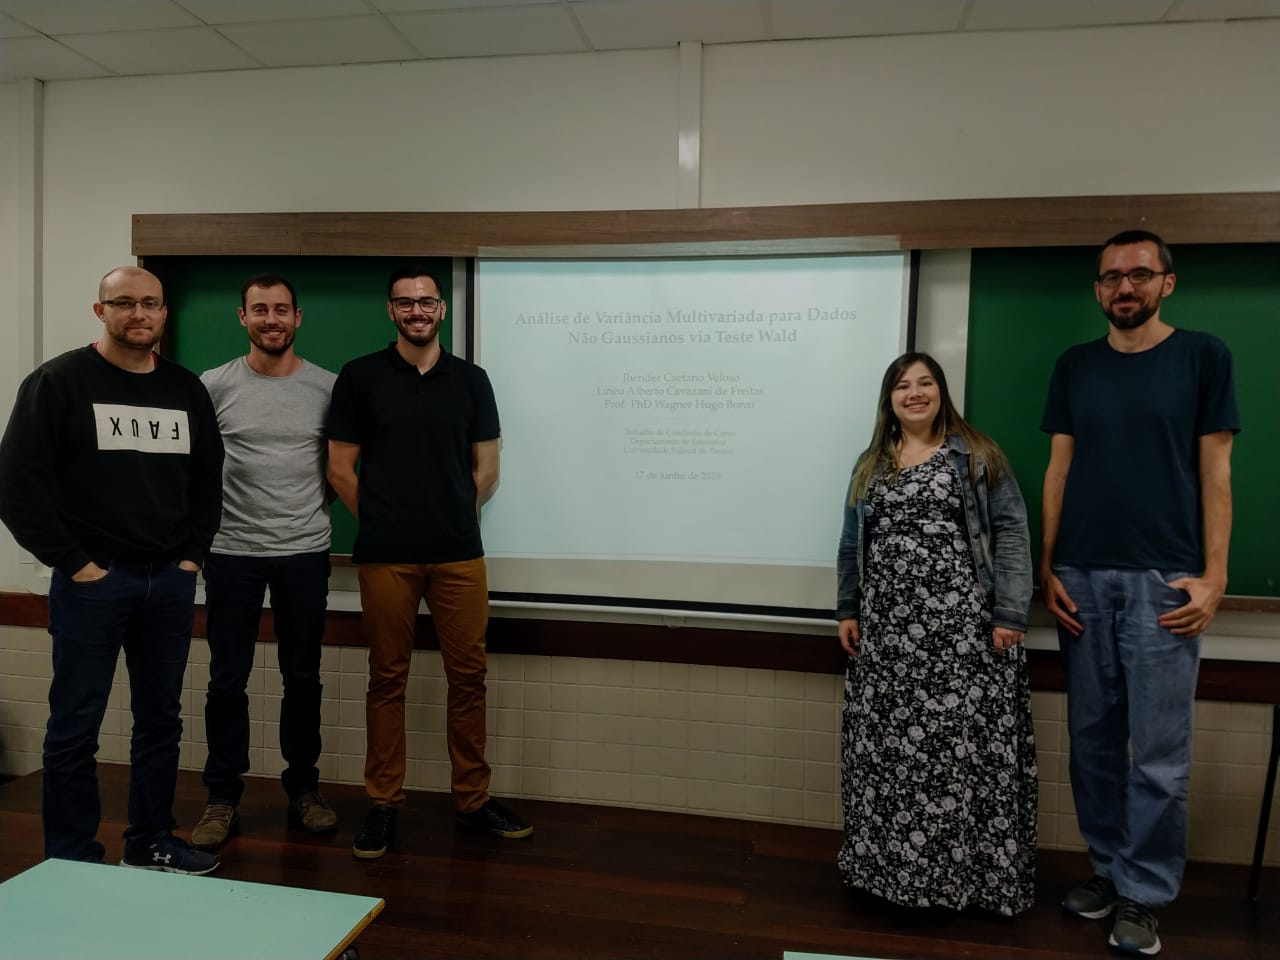 Análise de Variância Multivariada para Dados
Não Gaussianos via Teste Wald
Jhenifer Caetano Veloso
Lineu Alberto Cavazani de Freitas
Prof. PhD Wagner Hugo Bonat
Trabalho de Conclusão de Curso
Departamento de Estatística
Universidade Federal do Paraná
17 de junho de 2019
FAUX